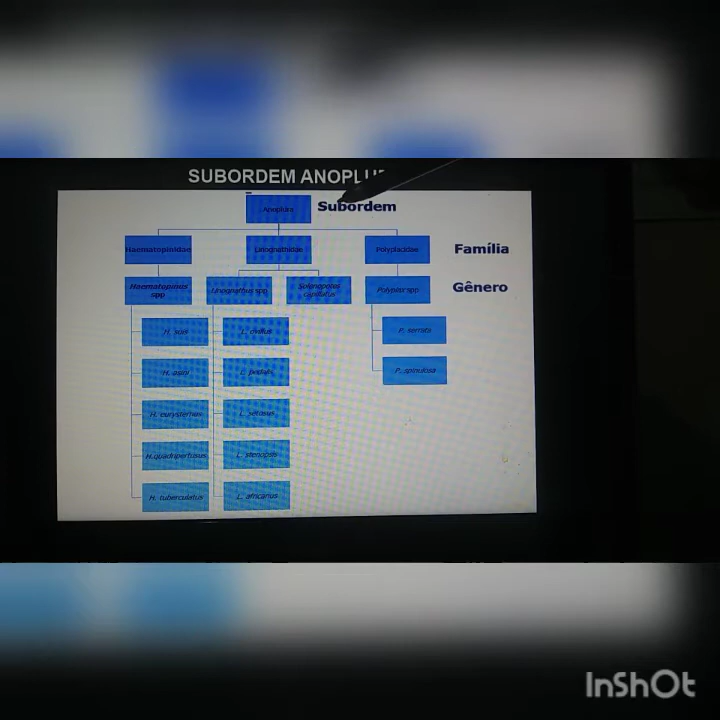 SUBORDEM ANOPLU
Anoplura Subordem
Haematopinidae Linognathidae Polyplacidae Família
Haematopinus spp Linognathus spp Solenopotes capillatus Polyplax spp Gênero
H. suis L. ovillus P. serrata
H. asini L. pedalis P. spinulosa
H. eurysternus L. setosus
H.quadripertusus L. stenopsis
H. tuberculatus L. africanus
InShOt